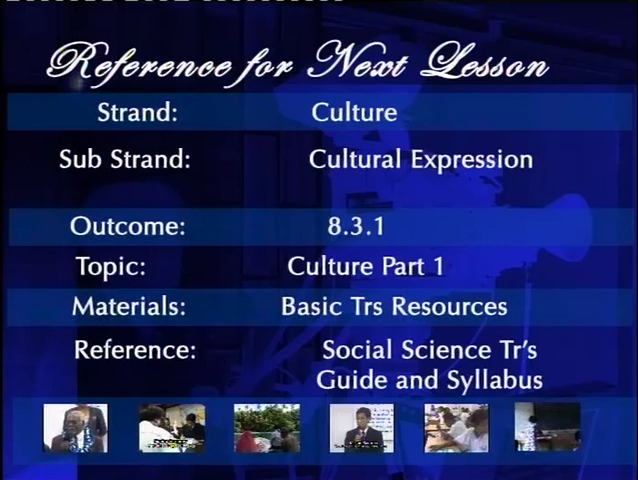 Reference for Next Lesson
Strand: Culture
Sub Strand: Cultural Expression
Outcome: 8.3.1
Topic: Culture Part 1
Materials: Basic Trs Resources
Reference: Social Science Tr's
Guide and Syllabus